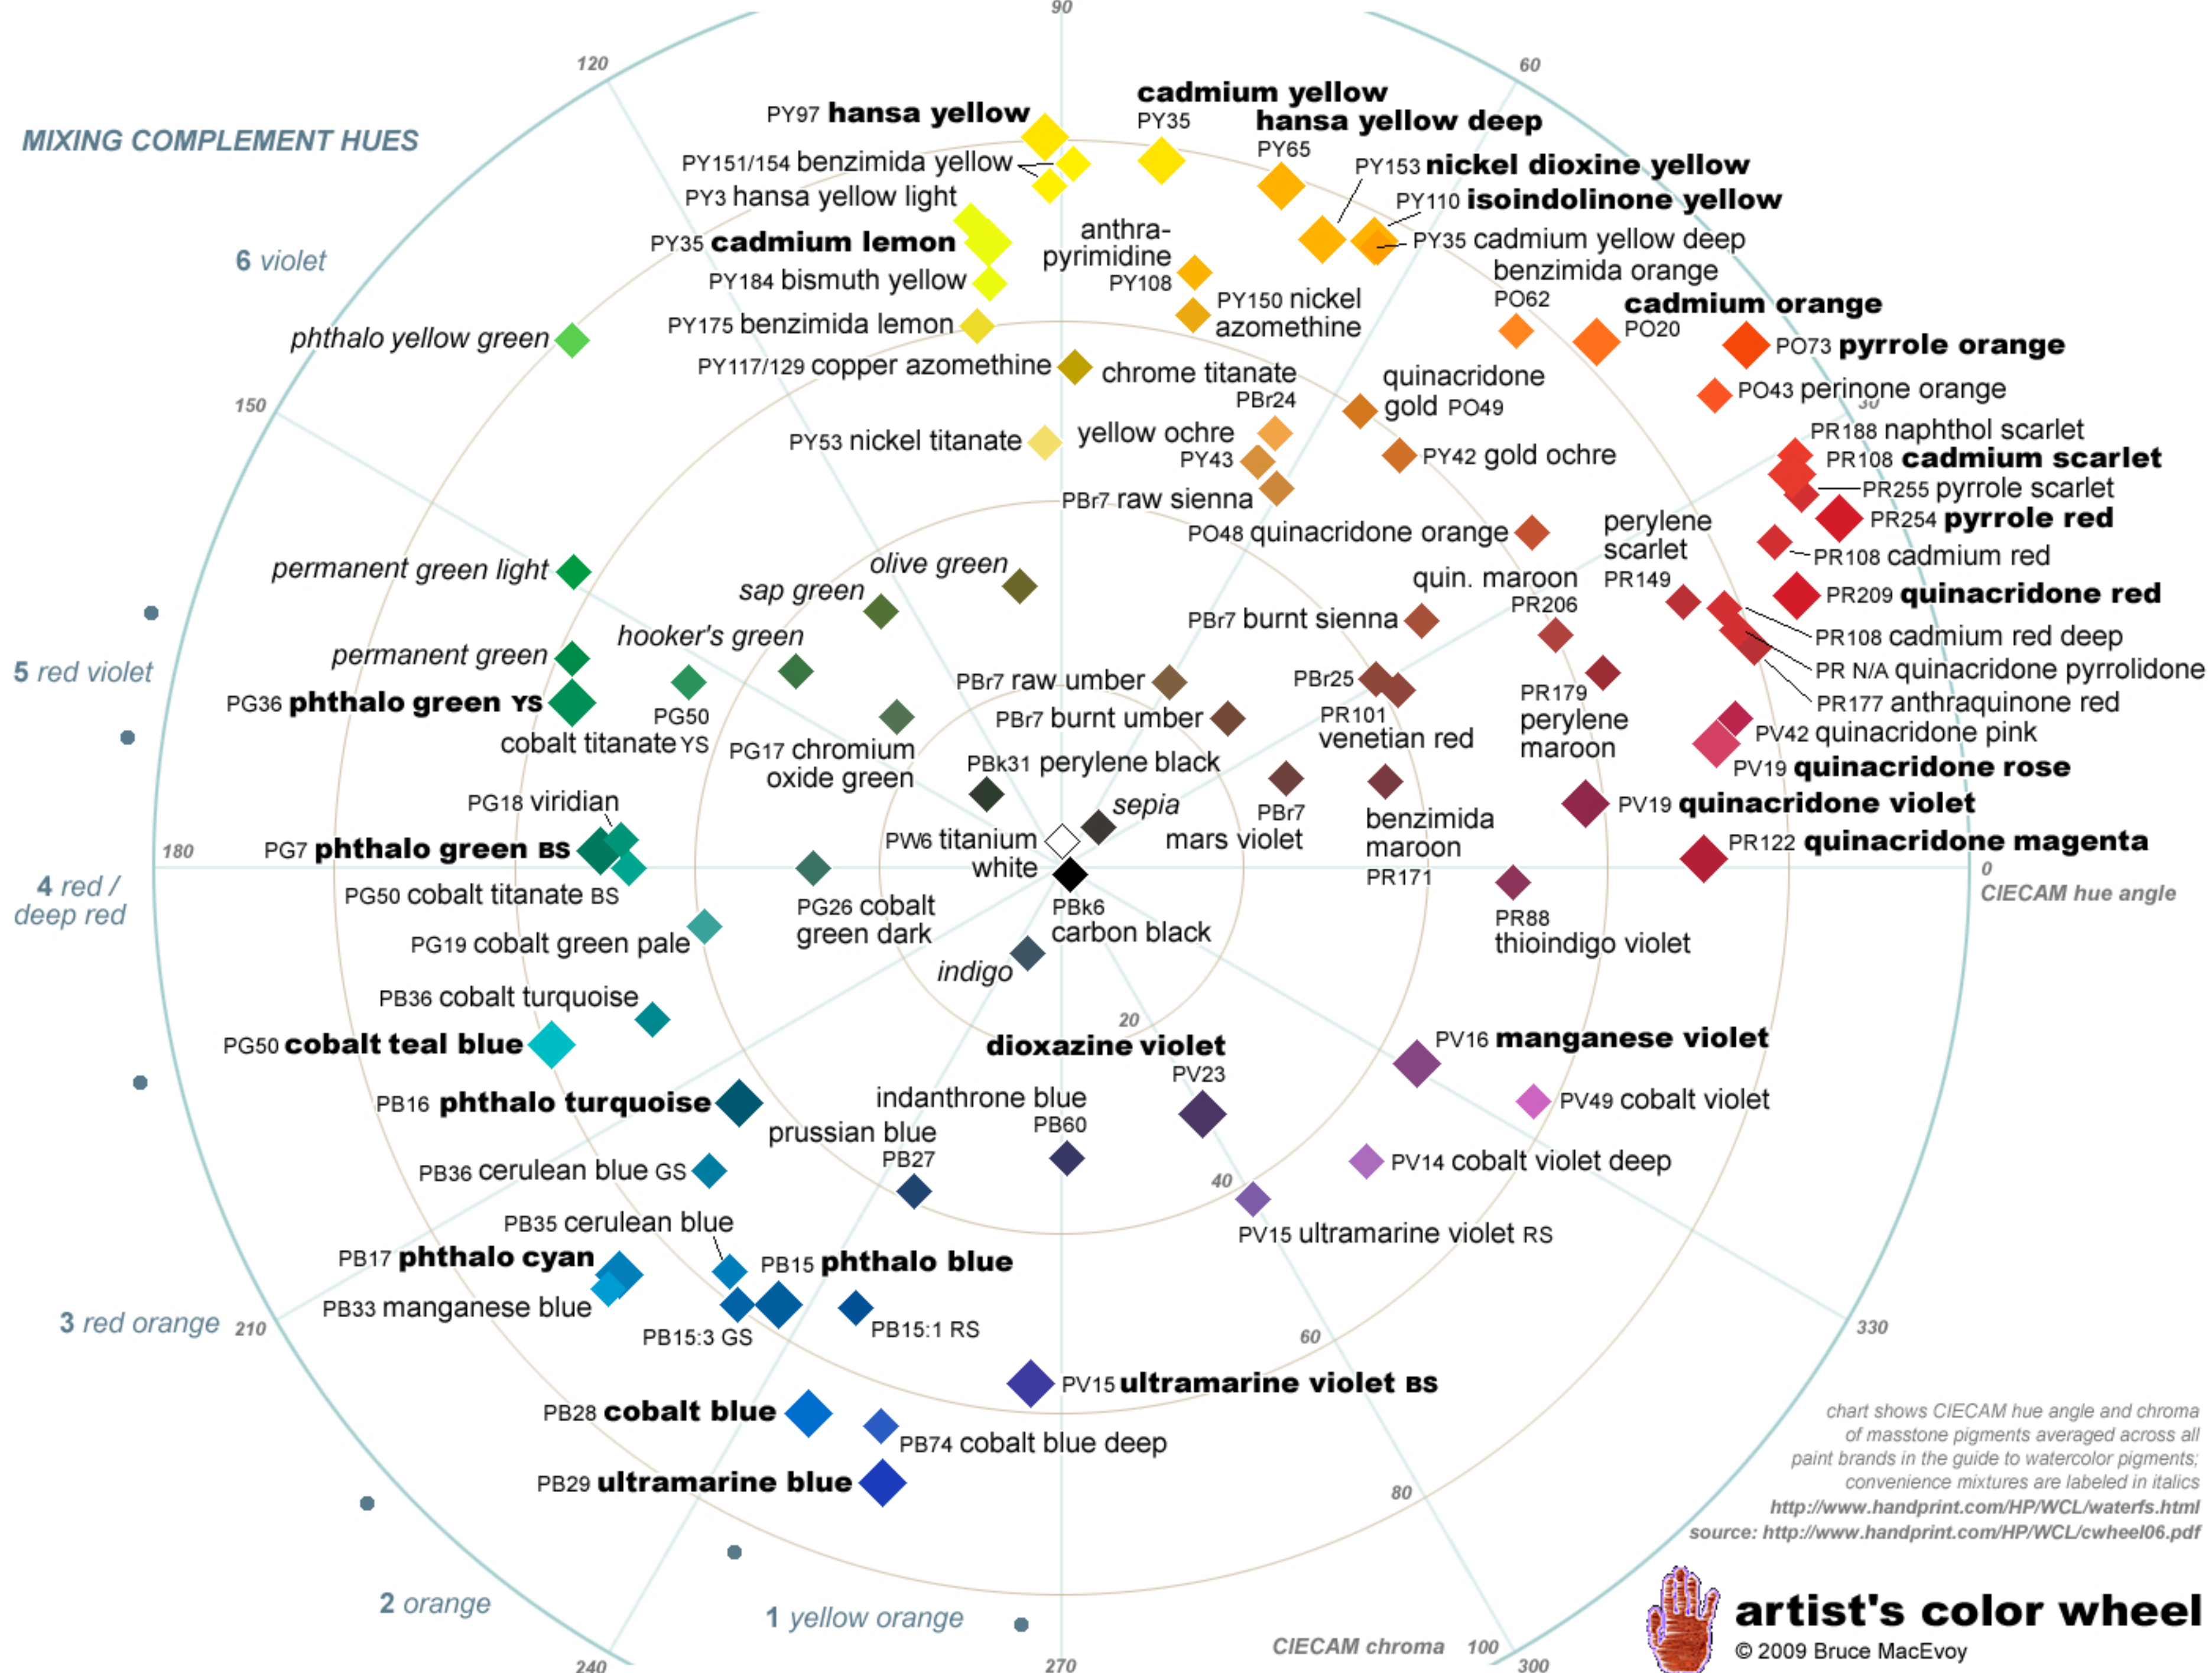 90
120
60
MIXING COMPLEMENT HUES
PY97 hansa yellow
cadmium yellow
PY35
hansa yellow deep
PY65
PY151/154 benzimida yellow
PY153 nickel dioxine yellow
PY3 hansa yellow light
PY110 isoindolinone yellow
PY35 cadmium lemon
anthra-
pyrimidine
PY108
PY35 cadmium yellow deep
6 violet
PY184 bismuth yellow
benzimida orange
PO62
PY150 nickel
azomethine
cadmium orange
PO20
phthalo yellow green
PY175 benzimida lemon
PO73 pyrrole orange
PY117/129 copper azomethine
chrome titanate
PBr24
quinacridone
gold PO49
PO43 perinone orange
150
30
PY53 nickel titanate
yellow ochre
PY43
PY42 gold ochre
PR188 naphthol scarlet
PR108 cadmium scarlet
PBr7 raw sienna
PR255 pyrrole scarlet
PO48 quinacridone orange
perylene
scarlet
PR149
PR254 pyrrole red
PR108 cadmium red
permanent green light
olive green
sap green
quin. maroon
PR206
PR209 quinacridone red
hooker's green
PBr7 burnt sienna
PR108 cadmium red deep
permanent green
PR N/A quinacridone pyrrolidone
5 red violet
PBr7 raw umber
PBr25
PR179
perylene
maroon
PR177 anthraquinone red
PG36 phthalo green YS
PG50
cobalt titanate YS
PBr7 burnt umber
PR101
venetian red
PV42 quinacridone pink
PG17 chromium
oxide green
PBk31 perylene black
PV19 quinacridone rose
PG18 viridian
sepia
PBr7
mars violet
PV19 quinacridone violet
180
PG7 phthalo green BS
PW6 titanium
white
benzimida
maroon
PR171
PR122 quinacridone magenta
0
CIECAM hue angle
4 red /
deep red
PG50 cobalt titanate BS
PG26 cobalt
green dark
PBk6
carbon black
PR88
thioindigo violet
PG19 cobalt green pale
indigo
PB36 cobalt turquoise
20
PG50 cobalt teal blue
dioxazine violet
PV23
PV16 manganese violet
PB16 phthalo turquoise
indanthrone blue
PB60
PV49 cobalt violet
prussian blue
PB27
PB36 cerulean blue GS
40
PV14 cobalt violet deep
PB35 cerulean blue
PV15 ultramarine violet RS
PB17 phthalo cyan
PB15 phthalo blue
PB33 manganese blue
3 red orange
210
PB15:3 GS
PB15:1 RS
60
330
PV15 ultramarine violet BS
PB28 cobalt blue
PB74 cobalt blue deep
PB29 ultramarine blue
80
chart shows CIECAM hue angle and chroma
of masstone pigments averaged across all
paint brands in the guide to watercolor pigments;
convenience mixtures are labeled in italics
http://www.handprint.com/HP/WCL/waterfs.html
source: http://www.handprint.com/HP/WCL/cwheel06.pdf
2 orange
1 yellow orange
artist's color wheel
© 2009 Bruce MacEvoy
CIECAM chroma 100
240
270
300